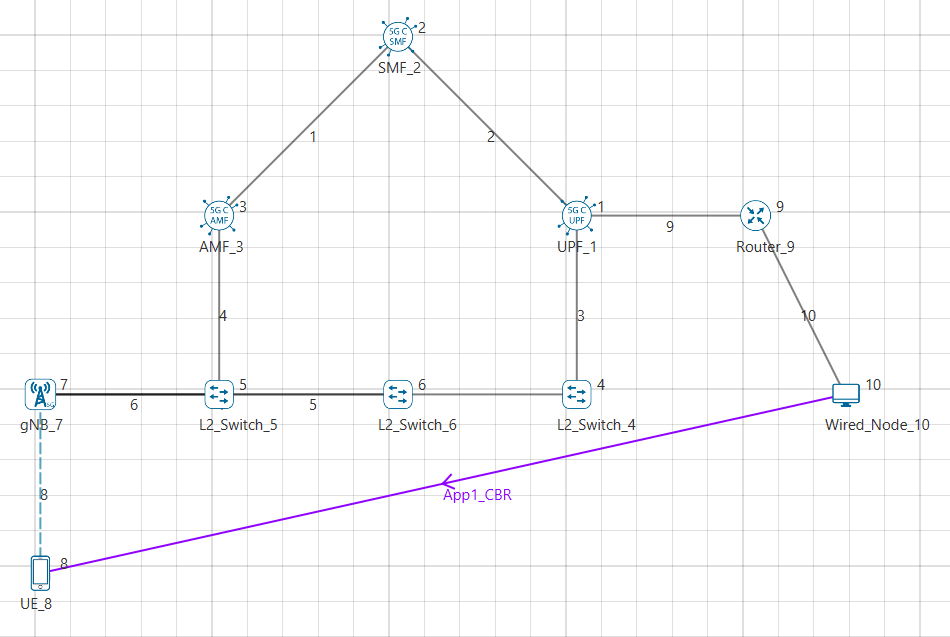 5G C
SMF
2
SMF_2
1
2
5G C
AMF
3
AMF_3
5G C
UPF
1
UPF_1
9
9
Router_9
4
3
10
5G
7
gNB_7
6
5
L2_Switch_5
5
6
L2_Switch_6
4
L2_Switch_4
10
Wired_Node_10
8
App1_CBR
8
UE_8